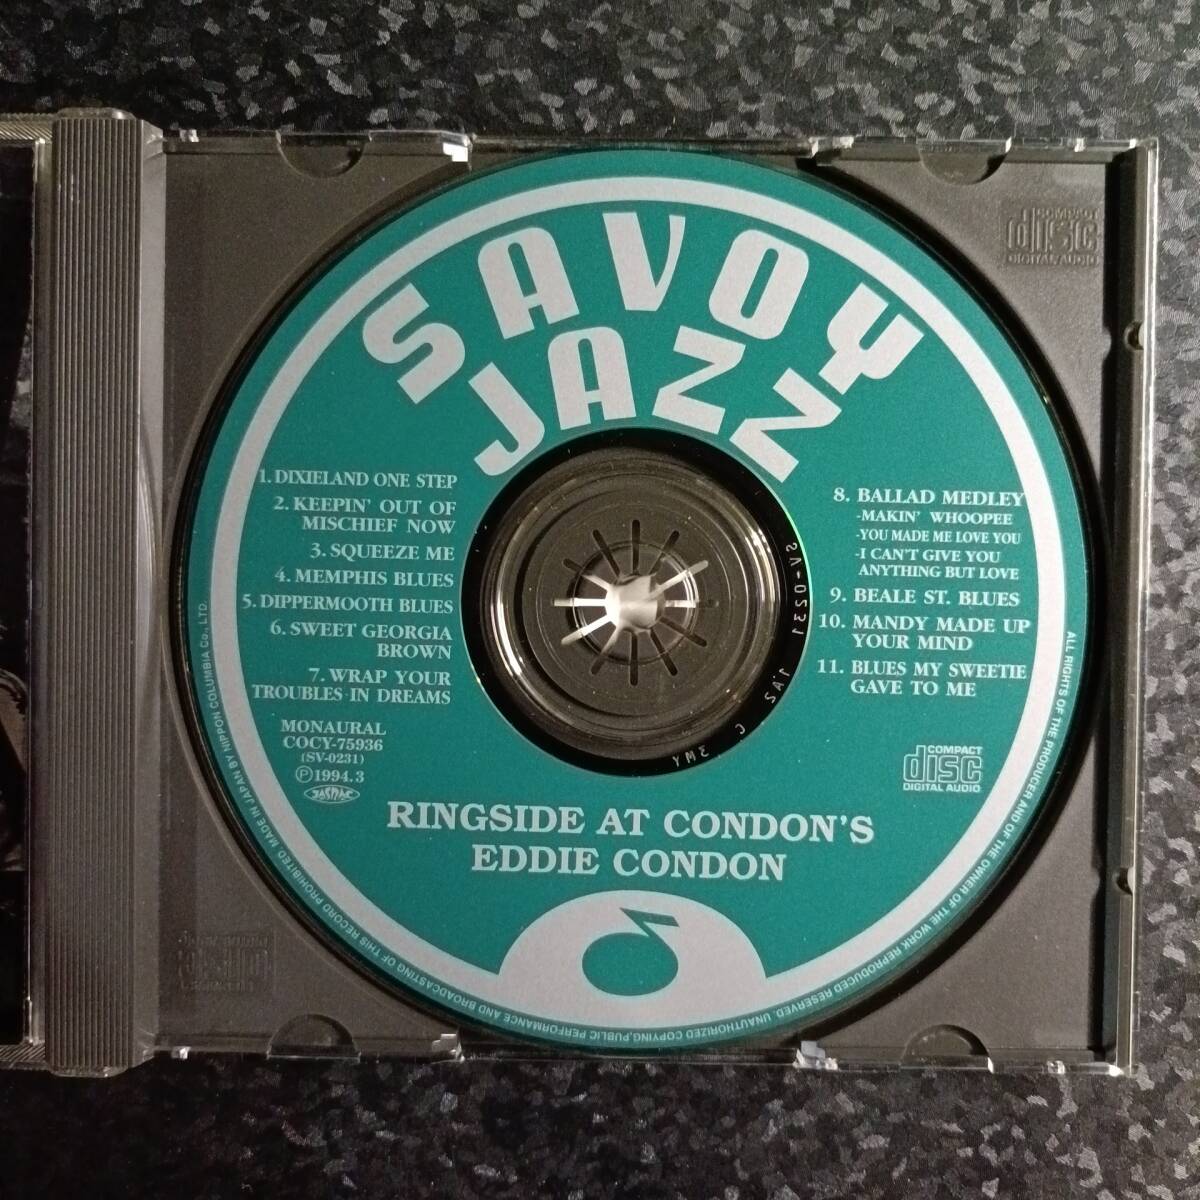 SAVOY
JAZZ
1. DIXIELAND ONE STEP
2. KEEPIN' OUT OF
MISCHIEF NOW
3. SQUEEZE ME
4. MEMPHIS BLUES
5. DIPPERMOOTH BLUES
6. SWEET GEORGIA
BROWN
7. WRAP YOUR
TROUBLES IN DREAMS
MONAURAL
COCY-75936
(SV-0231)
Ⓟ1994.3
JASRAC
8. BALLAD MEDLEY
-MAKIN' WHOOPEE
-YOU MADE ME LOVE YOU
-I CAN'T GIVE YOU
ANYTHING BUT LOVE
9. BEALE ST. BLUES
10. MANDY MADE UP
YOUR MIND
11. BLUES MY SWEETIE
GAVE TO ME
COMPACT
disc
DIGITAL AUDIO
RINGSIDE AT CONDON'S
EDDIE CONDON
ALL RIGHTS OF THE PRODUCER AND OF THE OWNER OF THE WORK REPRODUCED RESERVED. UNAUTHORIZED COPYING, PUBLIC PERFORMANCE AND BROADCASTING OF THIS RECORD PROHIBITED. MADE IN JAPAN BY NIPPON COLUMBIA CO., LTD.
SV-0231
COMPACT
disc
DIGITAL AUDIO